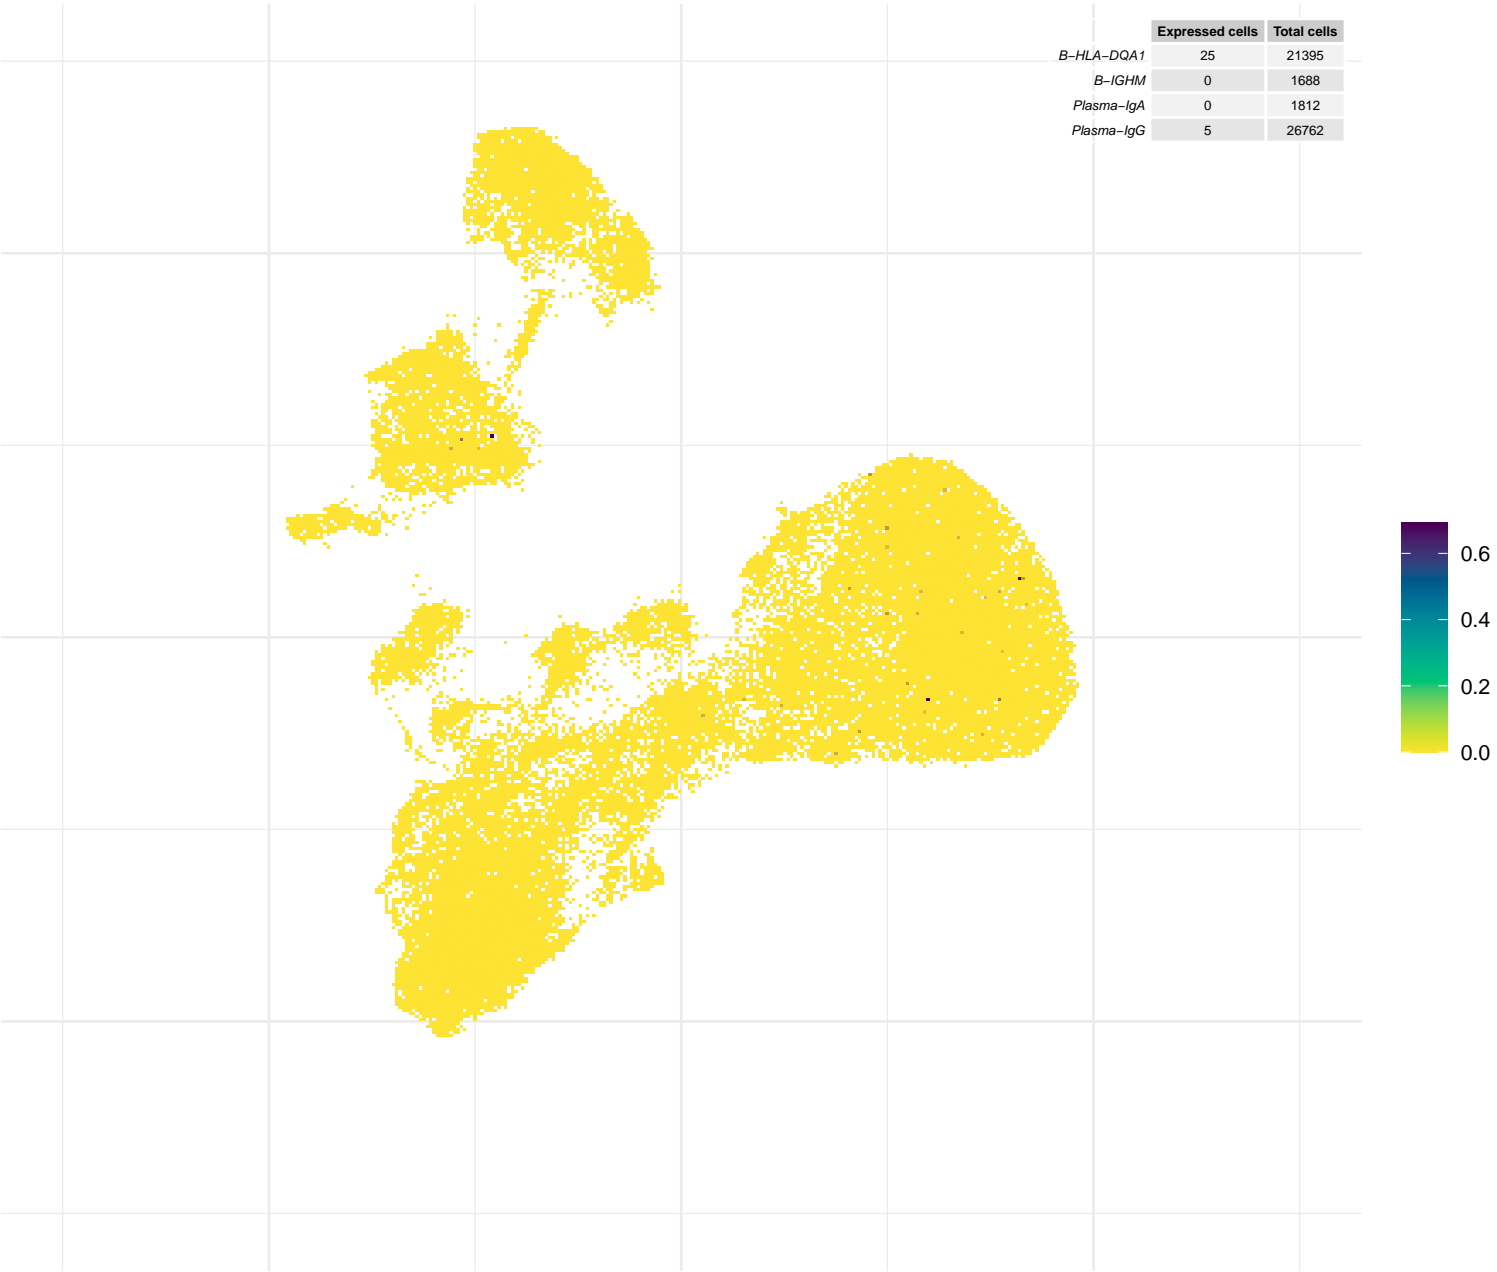 Expressed cells Total cells
B−HLA−DQA1 25 21395
B−IGHM 0 1688
Plasma−IgA 0 1812
Plasma−IgG 5 26762
0.6
0.4
0.2
0.0